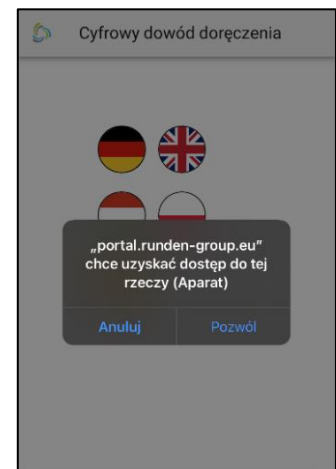 Cyfrowy dowód doręczenia
„portal.runden-group.eu"
chce uzyskać dostęp do tej
rzeczy (Aparat)
Anuluj
Pozwól